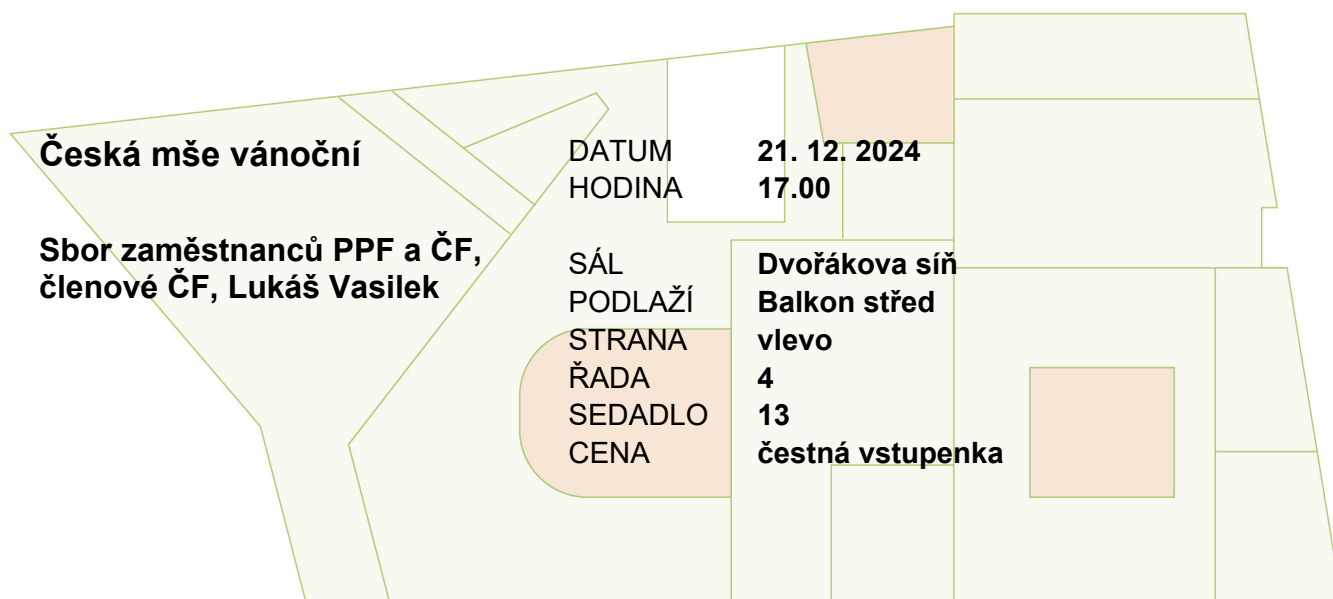 Česká mše vánoční
Sbor zaměstnanců PPF a ČF,
členové ČF, Lukáš Vasilek
DATUM 21. 12. 2024
HODINA 17.00
SÁL Dvořákova síň
PODLAŽÍ Balkon střed
STRANA vlevo
ŘADA 4
SEDADLO 13
CENA čestná vstupenka